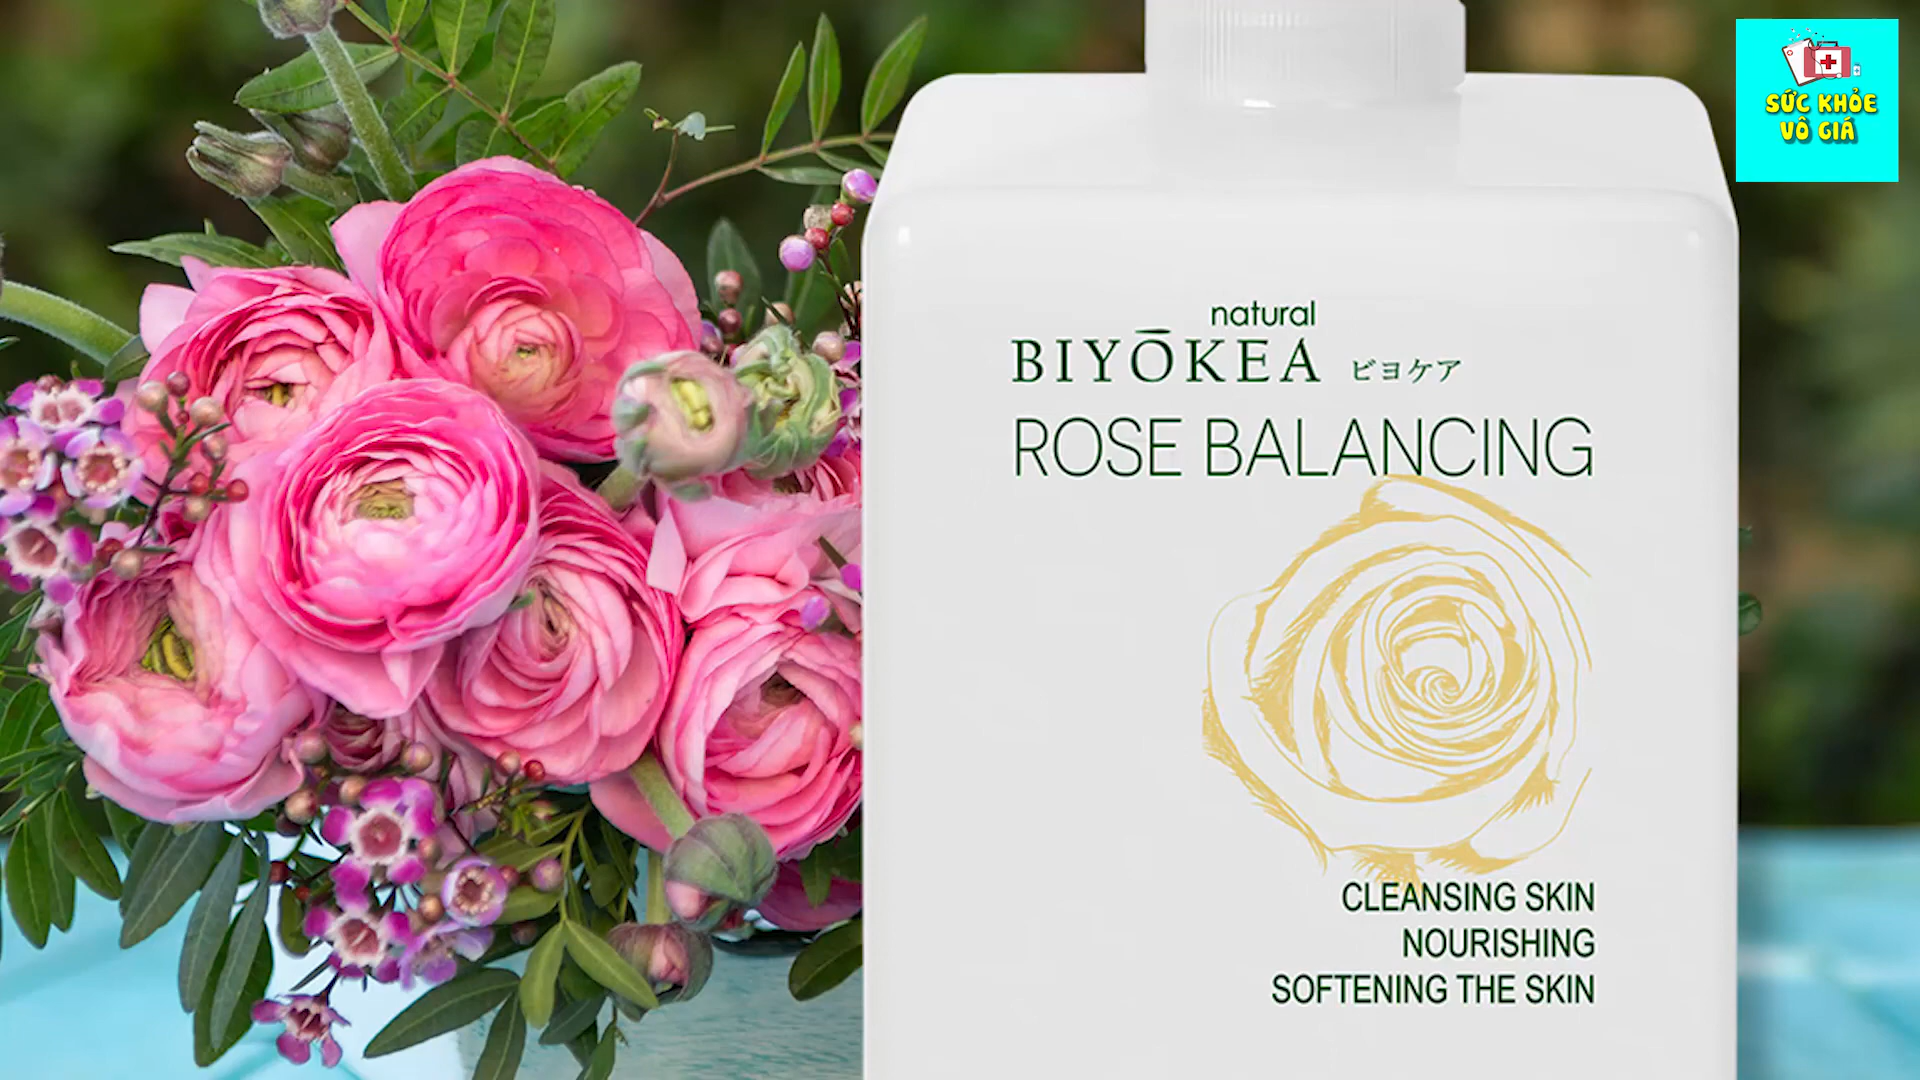 natural
BIYŌKEA ビヨケア
ROSE BALANCING
CLEANSING SKIN
NOURISHING
SOFTENING THE SKIN
SỨC KHỎE
VÔ GIÁ